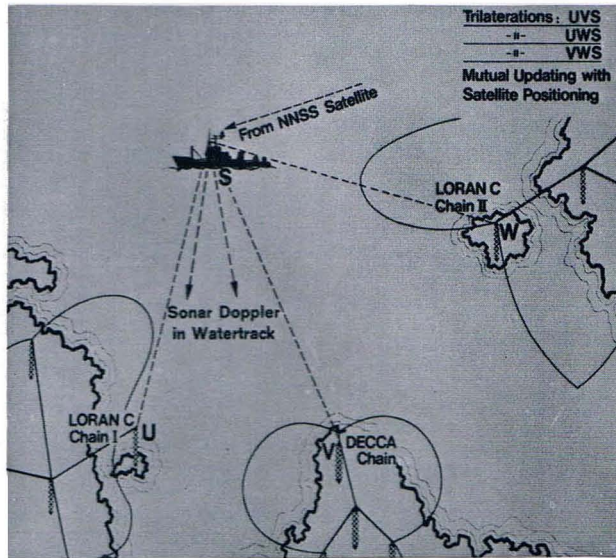 Trilaterations: UVS
-〃- UWS
-〃- VWS
Mutual Updating with
Satellite Positioning
From NNSS Satellite
S
LORAN C
Chain II
W
Sonar Doppler
in Watertrack
LORAN C
Chain I
U
V
DECCA
Chain